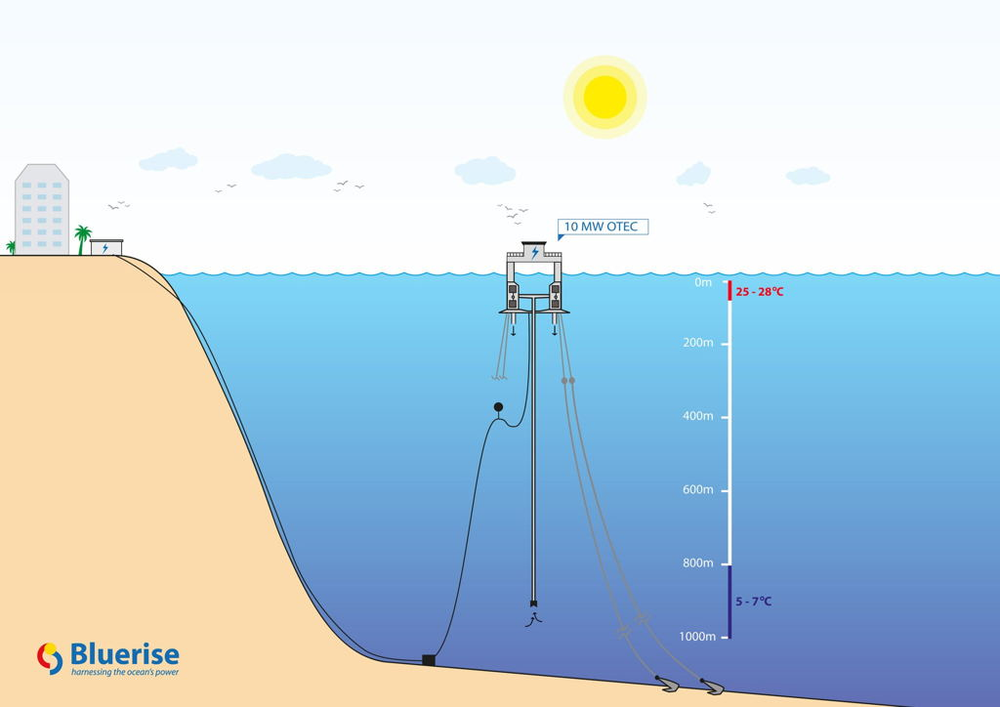 10 MW OTEC
0m
25 - 28°C
200m
400m
600m
800m
5 - 7°C
1000m
Bluerise
harnessing the ocean's power